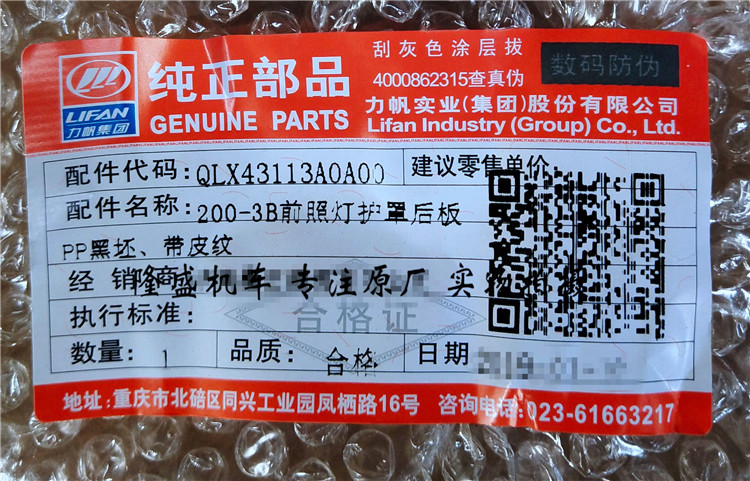 刮灰色涂层拔
4000862315查真伪
数码防伪
LIFAN
力帆集团
纯正部品
GENUINE PARTS
力帆实业(集团)股份有限公司
Lifan Industry (Group) Co., Ltd.
配件代码: QLX43113A0A00
建议零售单价
配件名称: 200-3B前照灯护罩后板
PP黑坯、带皮纹
经销商
隆盛机车 专注原厂 实物拍摄
执行标准:
合格证
数量: 1
品质: 合格
日期
地址:重庆市北碚区同兴工业园凤栖路16号 咨询电话:023-61663217